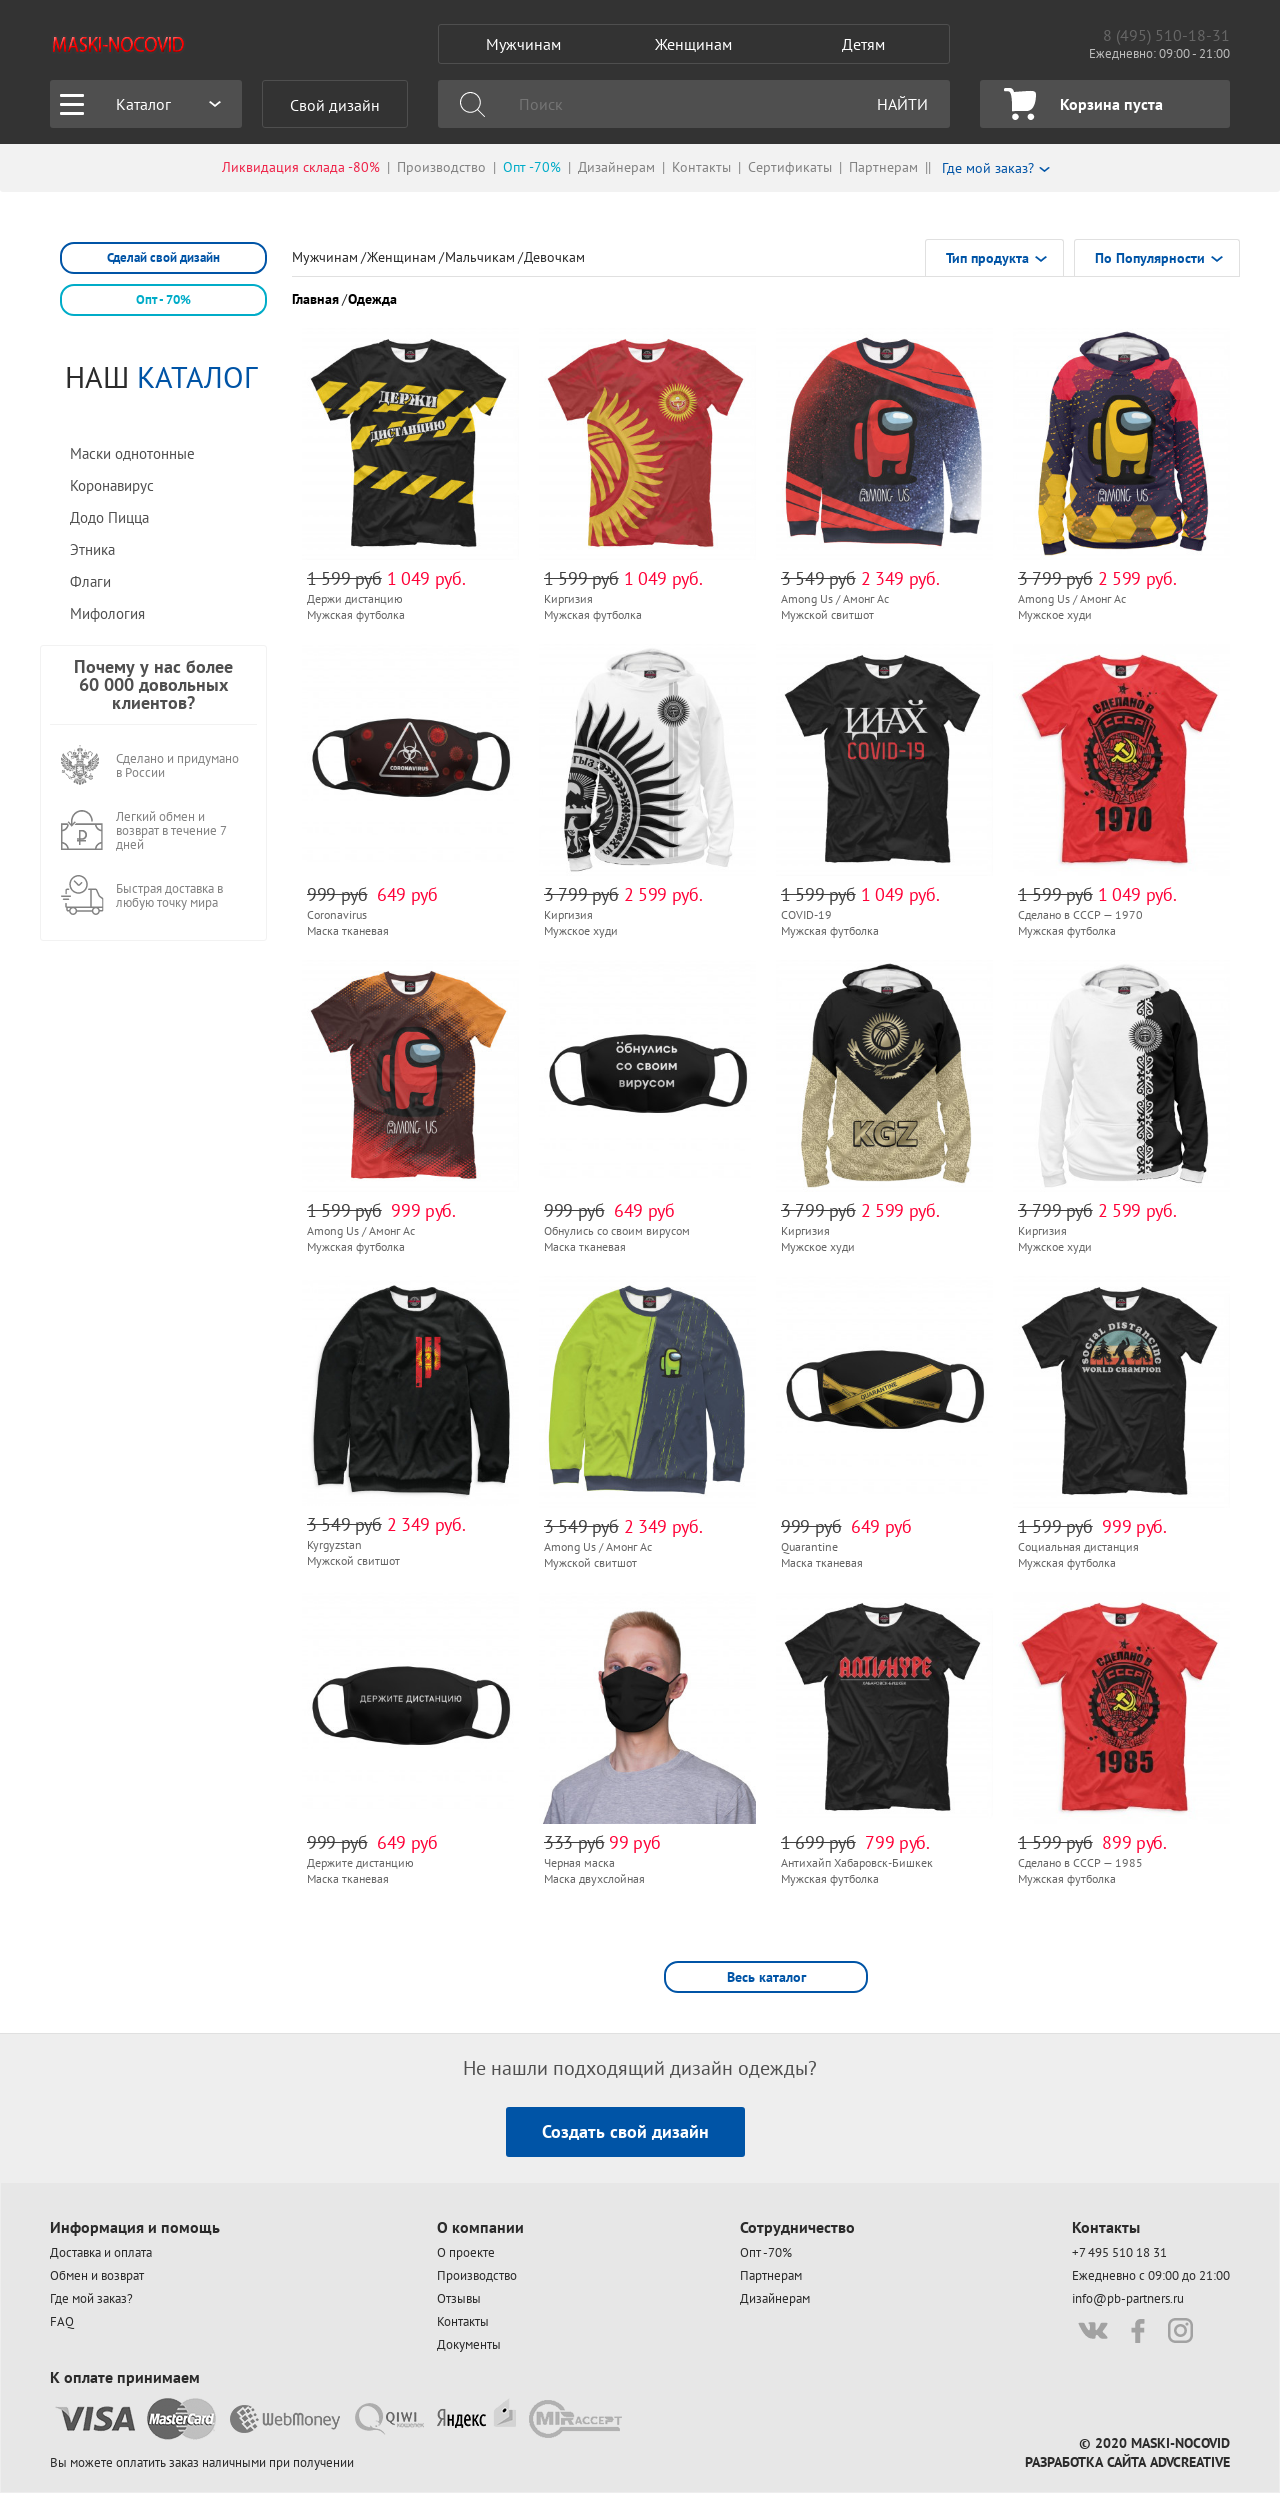 MASKI-NOCOVID
Мужчинам Женщинам Детям
8 (495) 510-18-31
Ежедневно: 09:00 - 21:00
Каталог
Свой дизайн
Поиск
НАЙТИ
Корзина пуста
Ликвидация склада -80% | Производство | Опт -70% | Дизайнерам | Контакты | Сертификаты | Партнерам || Где мой заказ?
Сделай свой дизайн
Опт - 70%
НАШ КАТАЛОГ
Маски однотонные
Коронавирус
Додо Пицца
Этника
Флаги
Мифология
Почему у нас более
60 000 довольных
клиентов?
Сделано и придумано
в России
Легкий обмен и
возврат в течение 7
дней
Быстрая доставка в
любую точку мира
Мужчинам /Женщинам /Мальчикам /Девочкам
Тип продукта
По Популярности
Главная /Одежда
ДЕРЖИ
ДИСТАНЦИЮ
AMONG US
AMONG US
1 599 руб 1 049 руб.
Держи дистанцию
Мужская футболка
1 599 руб 1 049 руб.
Киргизия
Мужская футболка
3 549 руб 2 349 руб.
Among Us / Амонг Ас
Мужской свитшот
3 799 руб 2 599 руб.
Among Us / Амонг Ас
Мужское худи
CORONAVIRUS
COVID-19
СДЕЛАНО В
СССР
1970
999 руб 649 руб
Coronavirus
Маска тканевая
3 799 руб 2 599 руб.
Киргизия
Мужское худи
1 599 руб 1 049 руб.
COVID-19
Мужская футболка
1 599 руб 1 049 руб.
Сделано в СССР — 1970
Мужская футболка
AMONG US
обнулись
со своим
вирусом
KGZ
1 599 руб 999 руб.
Among Us / Амонг Ас
Мужская футболка
999 руб 649 руб
Обнулись со своим вирусом
Маска тканевая
3 799 руб 2 599 руб.
Киргизия
Мужское худи
3 799 руб 2 599 руб.
Киргизия
Мужское худи
QUARANTINE
SOCIAL DISTANCING
WORLD CHAMPION
3 549 руб 2 349 руб.
Kyrgyzstan
Мужской свитшот
3 549 руб 2 349 руб.
Among Us / Амонг Ас
Мужской свитшот
999 руб 649 руб
Quarantine
Маска тканевая
1 599 руб 999 руб.
Социальная дистанция
Мужская футболка
ДЕРЖИТЕ ДИСТАНЦИЮ
ANTIHYPE
ХАБАРОВСК-БИШКЕК
СДЕЛАНО В
СССР
1985
999 руб 649 руб
Держите дистанцию
Маска тканевая
333 руб 99 руб
Черная маска
Маска двухслойная
1 699 руб 799 руб.
Антихайп Хабаровск-Бишкек
Мужская футболка
1 599 руб 899 руб.
Сделано в СССР — 1985
Мужская футболка
Весь каталог
Не нашли подходящий дизайн одежды?
Создать свой дизайн
Информация и помощь
Доставка и оплата
Обмен и возврат
Где мой заказ?
FAQ
О компании
О проекте
Производство
Отзывы
Контакты
Документы
Сотрудничество
Опт -70%
Партнерам
Дизайнерам
Контакты
+7 495 510 18 31
Ежедневно с 09:00 до 21:00
info@pb-partners.ru
К оплате принимаем
VISA MasterCard WebMoney QIWI КОШЕЛЕК Яндекс MIR ACCEPT
Вы можете оплатить заказ наличными при получении
© 2020 MASKI-NOCOVID
РАЗРАБОТКА САЙТА ADVCREATIVE